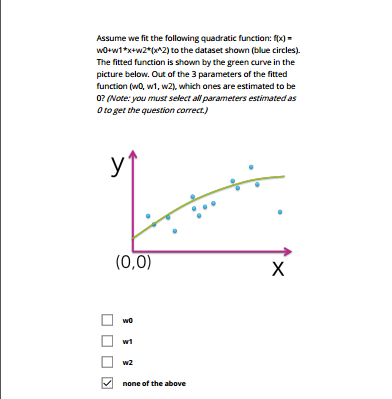 Assume we fit the following quadratic function: f(x) =
w0+w1*x+w2*(x^2) to the dataset shown (blue circles).
The fitted function is shown by the green curve in the
picture below. Out of the 3 parameters of the fitted
function (w0, w1, w2), which ones are estimated to be
0? (Note: you must select all parameters estimated as
0 to get the question correct.)
y
(0,0)
X
w0
w1
w2
none of the above